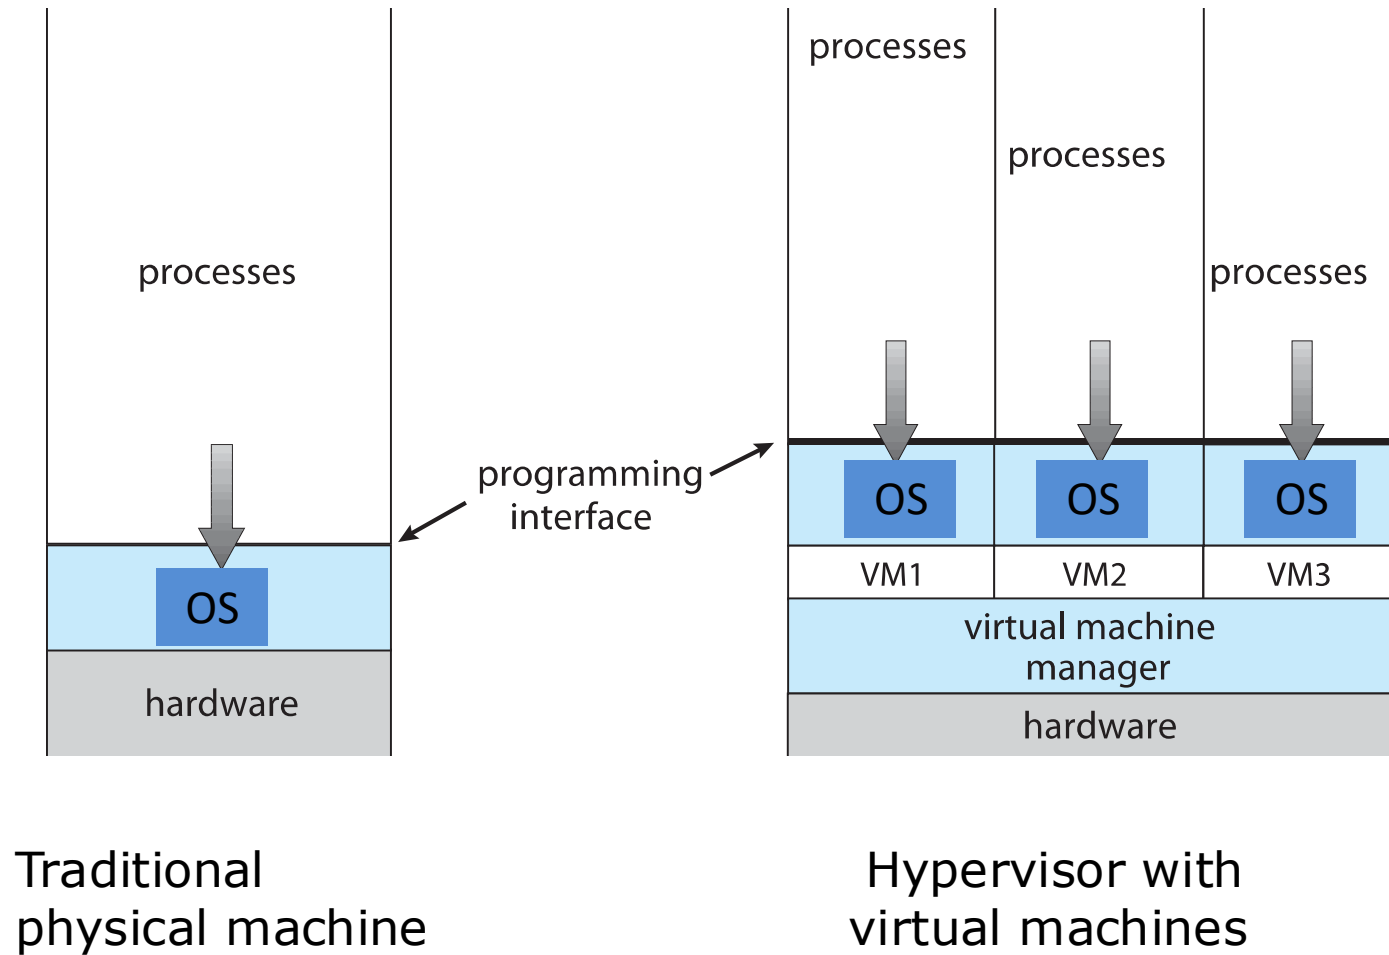 processes
OS
hardware
programming
interface
processes
processes
processes
OS
OS
OS
VM1
VM2
VM3
virtual machine
manager
hardware
Traditional
physical machine
Hypervisor with
virtual machines